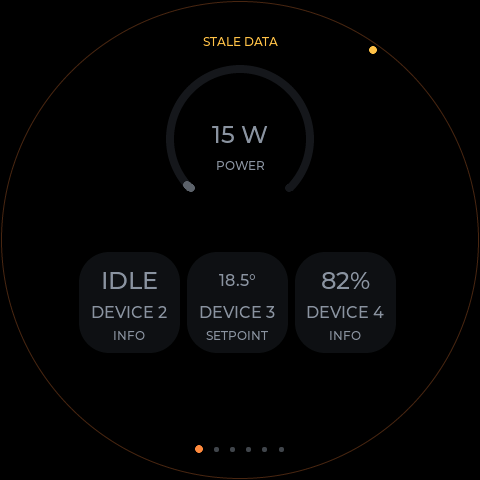 STALE DATA
15 W
POWER
IDLE
DEVICE 2
INFO
18.5°
DEVICE 3
SETPOINT
82%
DEVICE 4
INFO